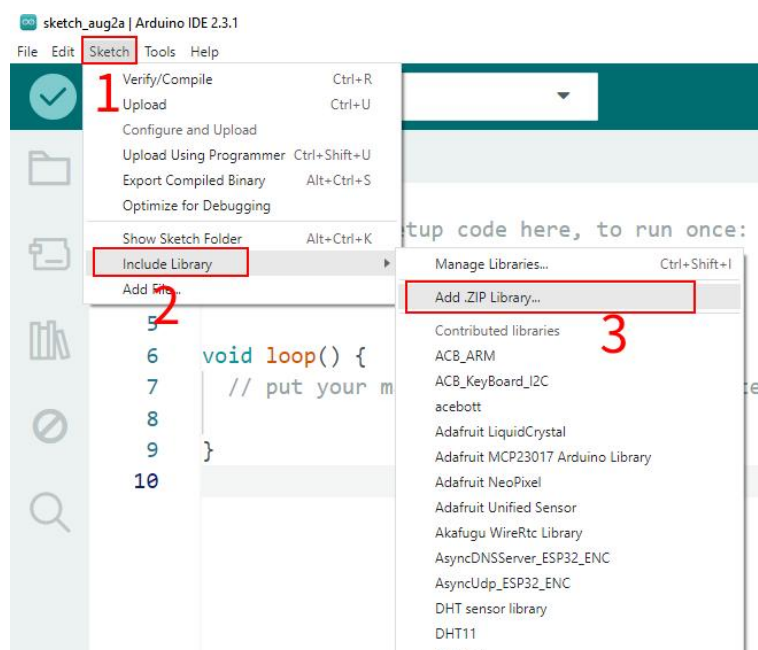 sketch_aug2a | Arduino IDE 2.3.1
File Edit Sketch Tools Help
1
Verify/Compile Ctrl+R
Upload Ctrl+U
Configure and Upload
Upload Using Programmer Ctrl+Shift+U
Export Compiled Binary Alt+Ctrl+S
Optimize for Debugging
Show Sketch Folder Alt+Ctrl+K
Include Library
Add File...
2
tup code here, to run once:
Manage Libraries... Ctrl+Shift+I
Add .ZIP Library...
3
Contributed libraries
ACB_ARM
ACB_KeyBoard_I2C
acebott
Adafruit LiquidCrystal
Adafruit MCP23017 Arduino Library
Adafruit NeoPixel
Adafruit Unified Sensor
Akafugu WireRtc Library
AsyncDNSServer_ESP32_ENC
AsyncUdp_ESP32_ENC
DHT sensor library
DHT11
5
6 void loop() {
7 // put your m
8
9 }
10